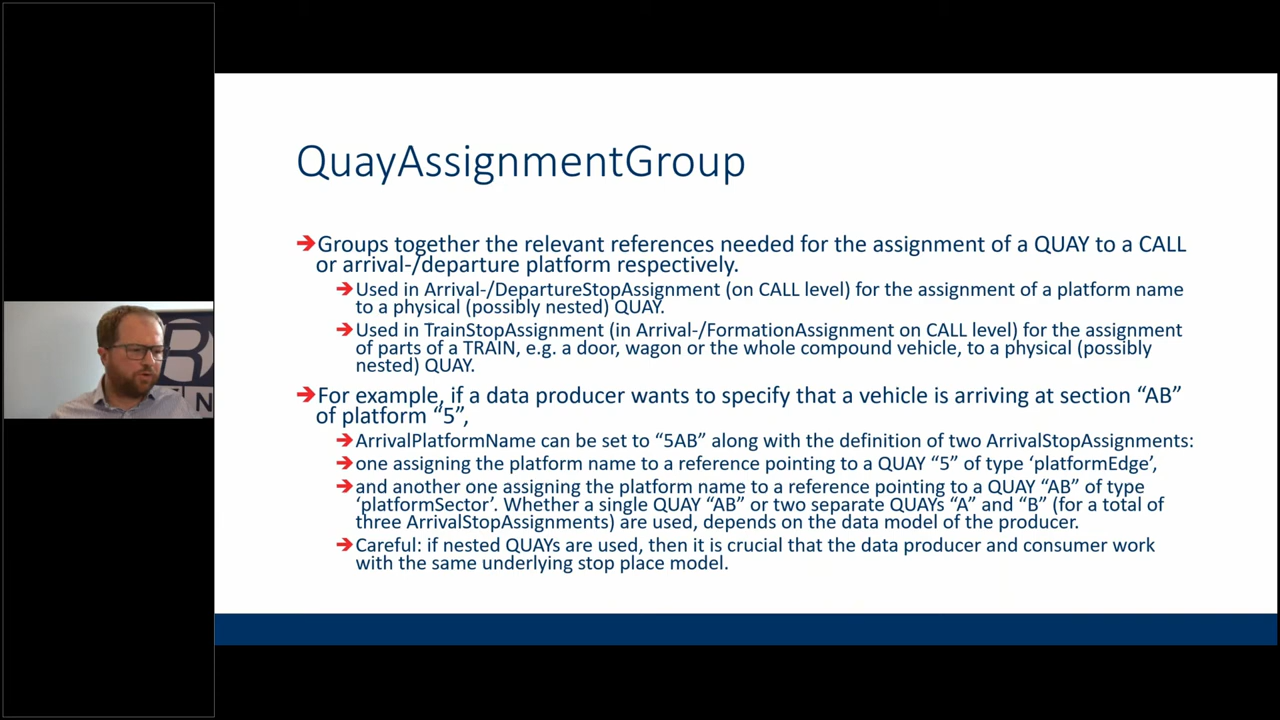 QuayAssignmentGroup
➔Groups together the relevant references needed for the assignment of a QUAY to a CALL
or arrival-/departure platform respectively.
➔Used in Arrival-/DepartureStopAssignment (on CALL level) for the assignment of a platform name
to a physical (possibly nested) QUAY.
➔Used in TrainStopAssignment (in Arrival-/FormationAssignment on CALL level) for the assignment
of parts of a TRAIN, e.g. a door, wagon or the whole compound vehicle, to a physical (possibly
nested) QUAY.
➔For example, if a data producer wants to specify that a vehicle is arriving at section “AB”
of platform “5”,
➔ArrivalPlatformName can be set to “5AB” along with the definition of two ArrivalStopAssignments:
➔one assigning the platform name to a reference pointing to a QUAY “5” of type ‘platformEdge’,
➔and another one assigning the platform name to a reference pointing to a QUAY “AB” of type
‘platformSector’. Whether a single QUAY “AB” or two separate QUAYs “A” and “B” (for a total of
three ArrivalStopAssignments) are used, depends on the data model of the producer.
➔Careful: if nested QUAYs are used, then it is crucial that the data producer and consumer work
with the same underlying stop place model.